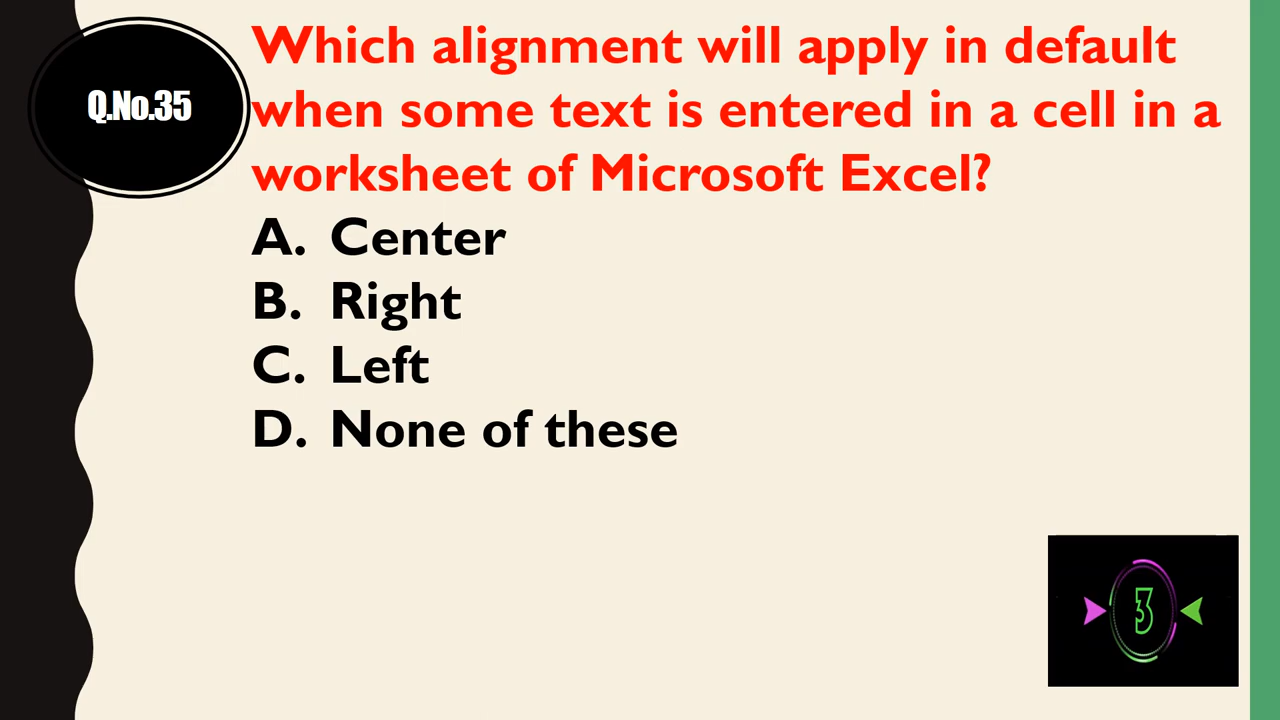 Q.No.35
Which alignment will apply in default
when some text is entered in a cell in a
worksheet of Microsoft Excel?
A. Center
B. Right
C. Left
D. None of these
3